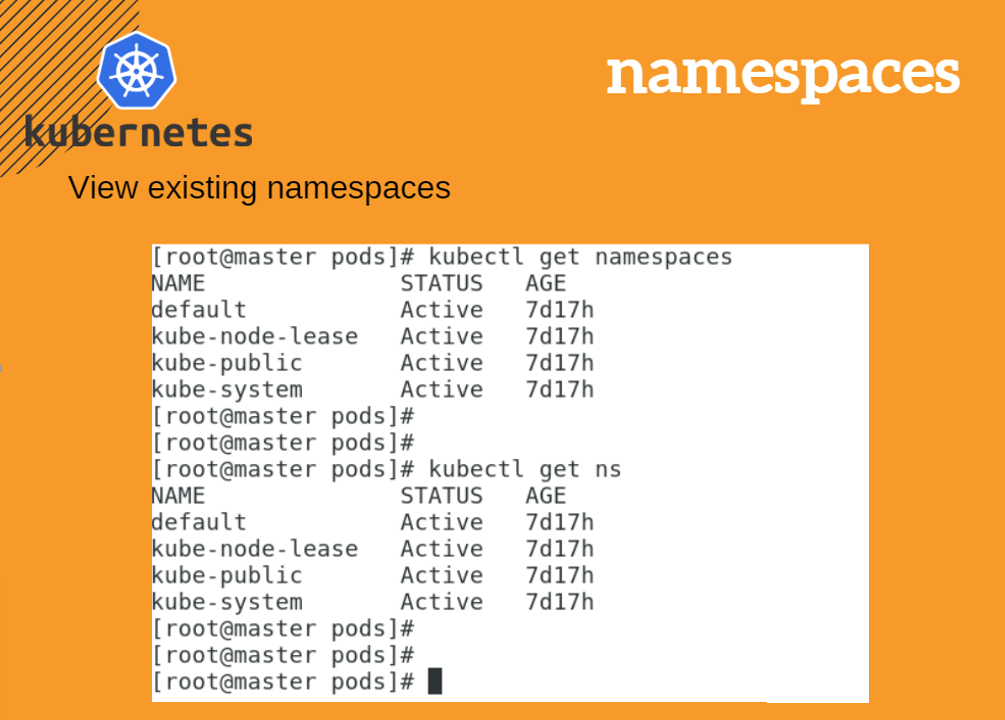 kubernetes
namespaces
View existing namespaces
[root@master pods]# kubectl get namespaces
NAME STATUS AGE
default Active 7d17h
kube-node-lease Active 7d17h
kube-public Active 7d17h
kube-system Active 7d17h
[root@master pods]#
[root@master pods]#
[root@master pods]# kubectl get ns
NAME STATUS AGE
default Active 7d17h
kube-node-lease Active 7d17h
kube-public Active 7d17h
kube-system Active 7d17h
[root@master pods]#
[root@master pods]#
[root@master pods]#